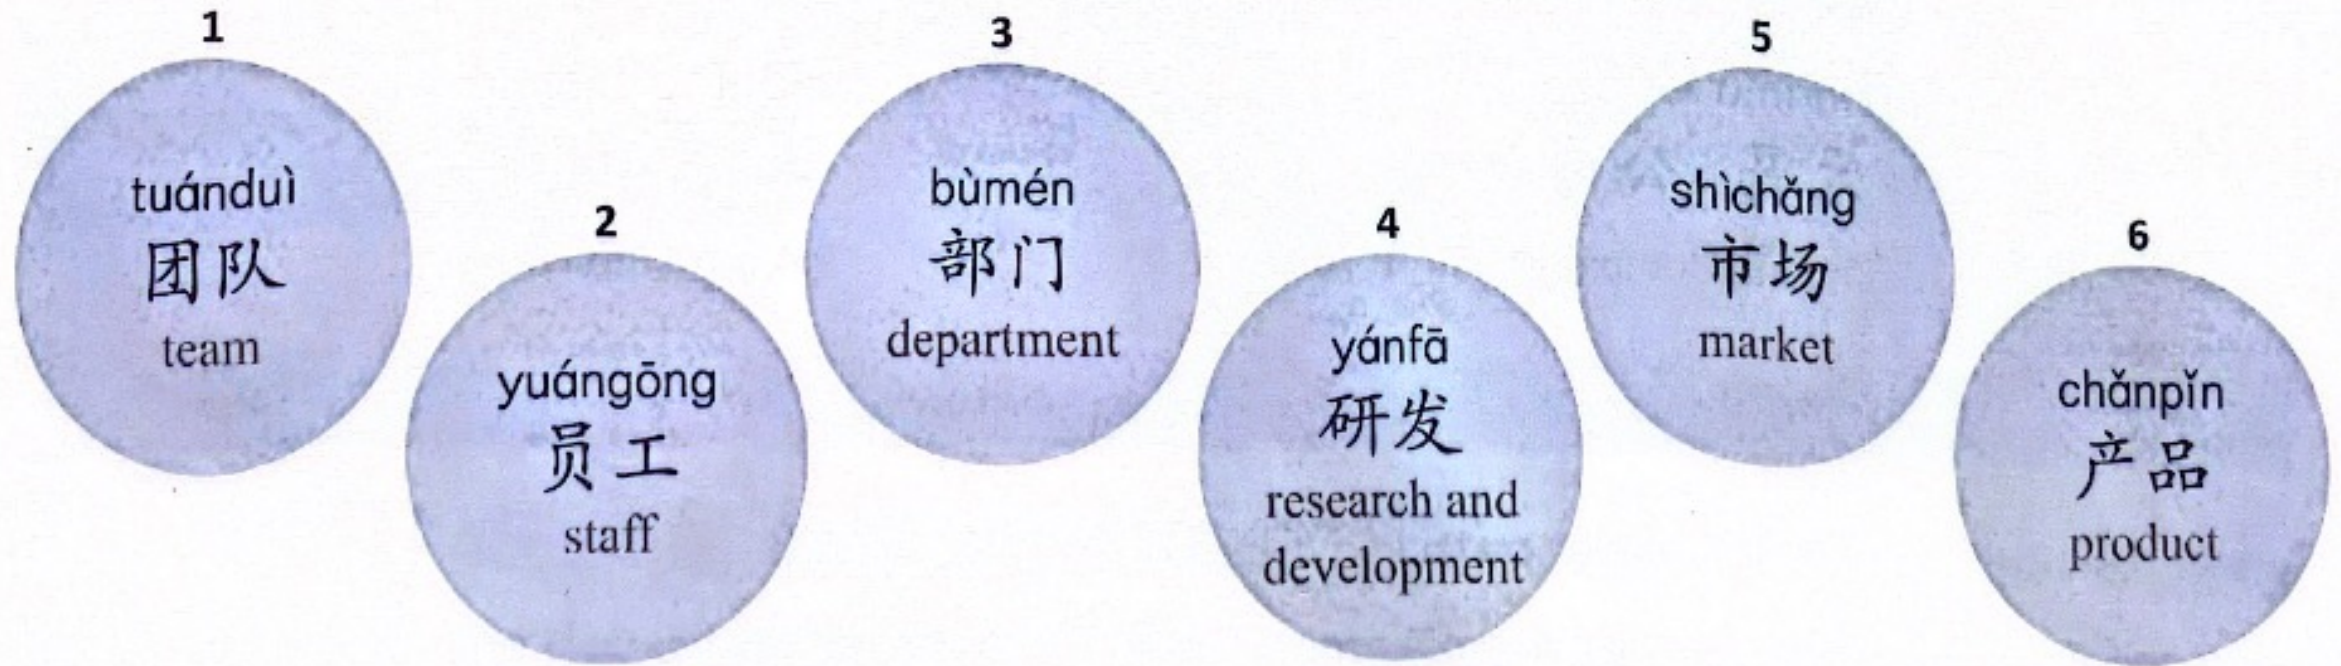 1
tuánduì
团队
team
2
yuángōng
员工
staff
3
bùmén
部门
department
4
yánfā
研发
research and
development
5
shìchǎng
市场
market
6
chǎnpǐn
产品
product